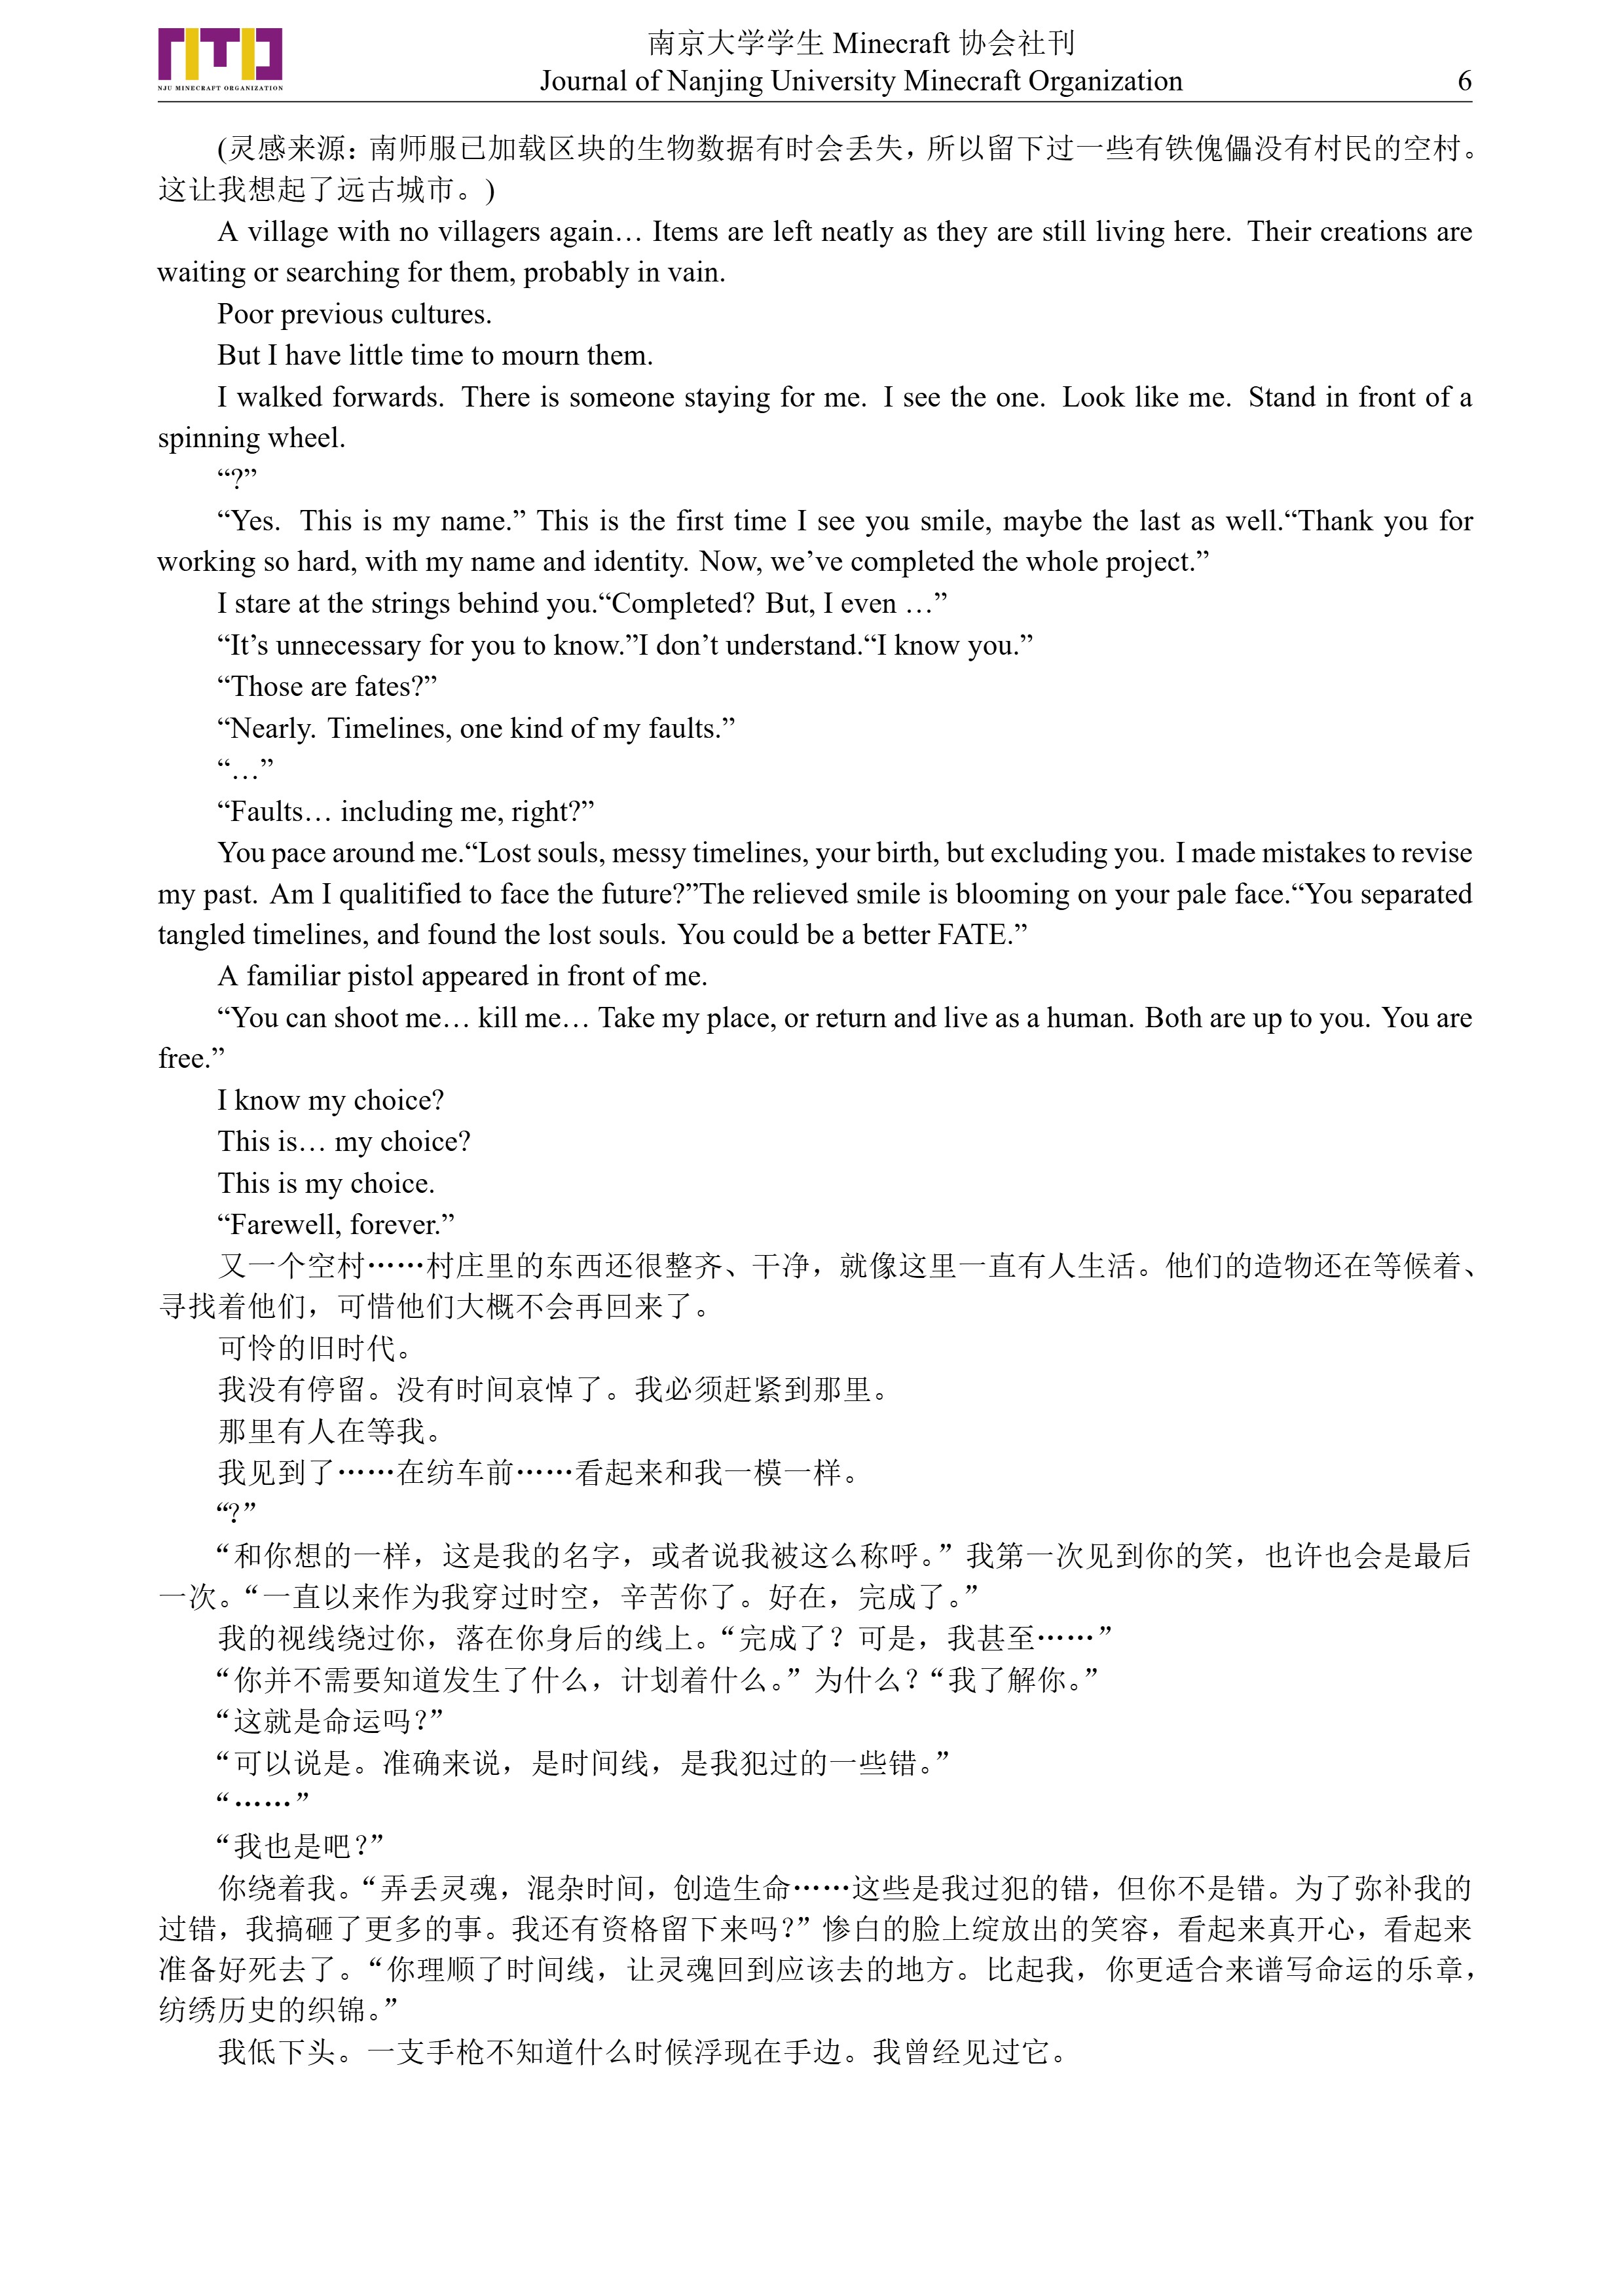 NJU MINECRAFT ORGANIZATION
南京大学学生 Minecraft 协会社刊
Journal of Nanjing University Minecraft Organization
6
(灵感来源：南师服已加载区块的生物数据有时会丢失，所以留下过一些有铁傀儡没有村民的空村。
这让我想起了远古城市。)
A village with no villagers again… Items are left neatly as they are still living here. Their creations are
waiting or searching for them, probably in vain.
Poor previous cultures.
But I have little time to mourn them.
I walked forwards. There is someone staying for me. I see the one. Look like me. Stand in front of a
spinning wheel.
“?”
“Yes. This is my name.” This is the first time I see you smile, maybe the last as well.“Thank you for
working so hard, with my name and identity. Now, we’ve completed the whole project.”
I stare at the strings behind you.“Completed? But, I even …”
“It’s unnecessary for you to know.”I don’t understand.“I know you.”
“Those are fates?”
“Nearly. Timelines, one kind of my faults.”
“…”
“Faults… including me, right?”
You pace around me.“Lost souls, messy timelines, your birth, but excluding you. I made mistakes to revise
my past. Am I qualitified to face the future?”The relieved smile is blooming on your pale face.“You separated
tangled timelines, and found the lost souls. You could be a better FATE.”
A familiar pistol appeared in front of me.
“You can shoot me… kill me… Take my place, or return and live as a human. Both are up to you. You are
free.”
I know my choice?
This is… my choice?
This is my choice.
“Farewell, forever.”
又一个空村……村庄里的东西还很整齐、干净，就像这里一直有人生活。他们的造物还在等候着、
寻找着他们，可惜他们大概不会再回来了。
可怜的旧时代。
我没有停留。没有时间哀悼了。我必须赶紧到那里。
那里有人在等我。
我见到了……在纺车前……看起来和我一模一样。
“?”
“和你想的一样，这是我的名字，或者说我被这么称呼。”我第一次见到你的笑，也许也会是最后
一次。“一直以来作为我穿过时空，辛苦你了。好在，完成了。”
我的视线绕过你，落在你身后的线上。“完成了？可是，我甚至……”
“你并不需要知道发生了什么，计划着什么。”为什么？“我了解你。”
“这就是命运吗？”
“可以说是。准确来说，是时间线，是我犯过的一些错。”
“……”
“我也是吧？”
你绕着我。“弄丢灵魂，混杂时间，创造生命……这些是我过犯的错，但你不是错。为了弥补我的
过错，我搞砸了更多的事。我还有资格留下来吗？”惨白的脸上绽放出的笑容，看起来真开心，看起来
准备好死去了。“你理顺了时间线，让灵魂回到应该去的地方。比起我，你更适合来谱写命运的乐章，
纺绣历史的织锦。”
我低下头。一支手枪不知道什么时候浮现在手边。我曾经见过它。